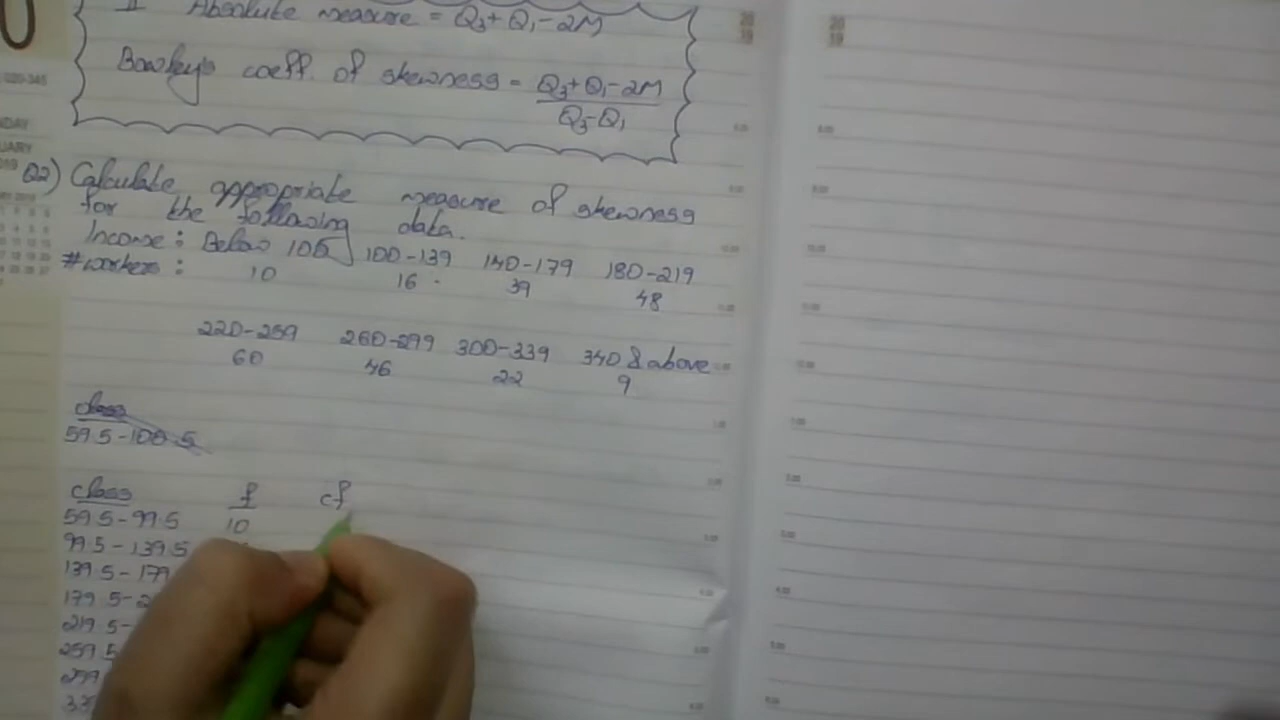 II Absolute measure = Q3 + Q1 - 2M
Bowley's coeff. of skewness = Q3 + Q1 - 2M
Q3 - Q1
Q2) Calculate appropriate measure of skewness
for the following data.
Income : Below 100 100-139 140-179 180-219
#workers : 10 16 39 48
220-259 260-299 300-339 340 & above
60 46 22 9
class
59.5-100.5
class f cf
59.5-99.5 10
99.5-139.5
139.5-179
179.5-2
219.5-
259.5